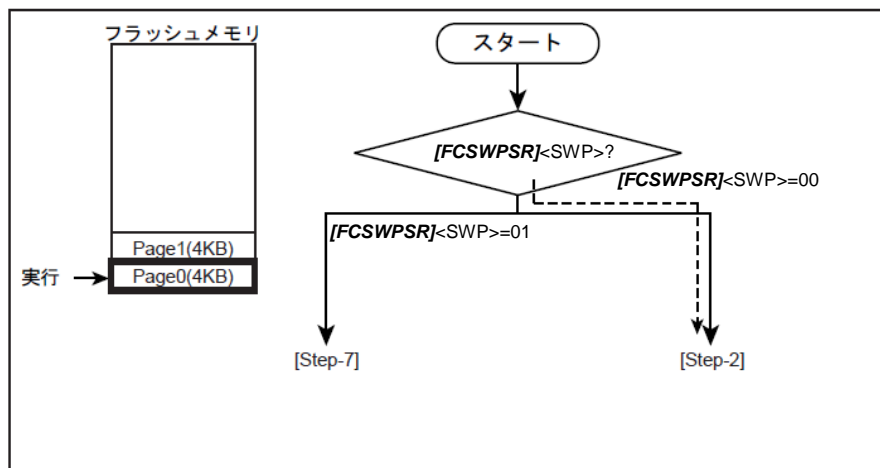 フラッシュメモリ
Page1(4KB)
実行
Page0(4KB)
スタート
[FCSWPSR]<SWP>?
[FCSWPSR]<SWP>=00
[FCSWPSR]<SWP>=01
[Step-7]
[Step-2]